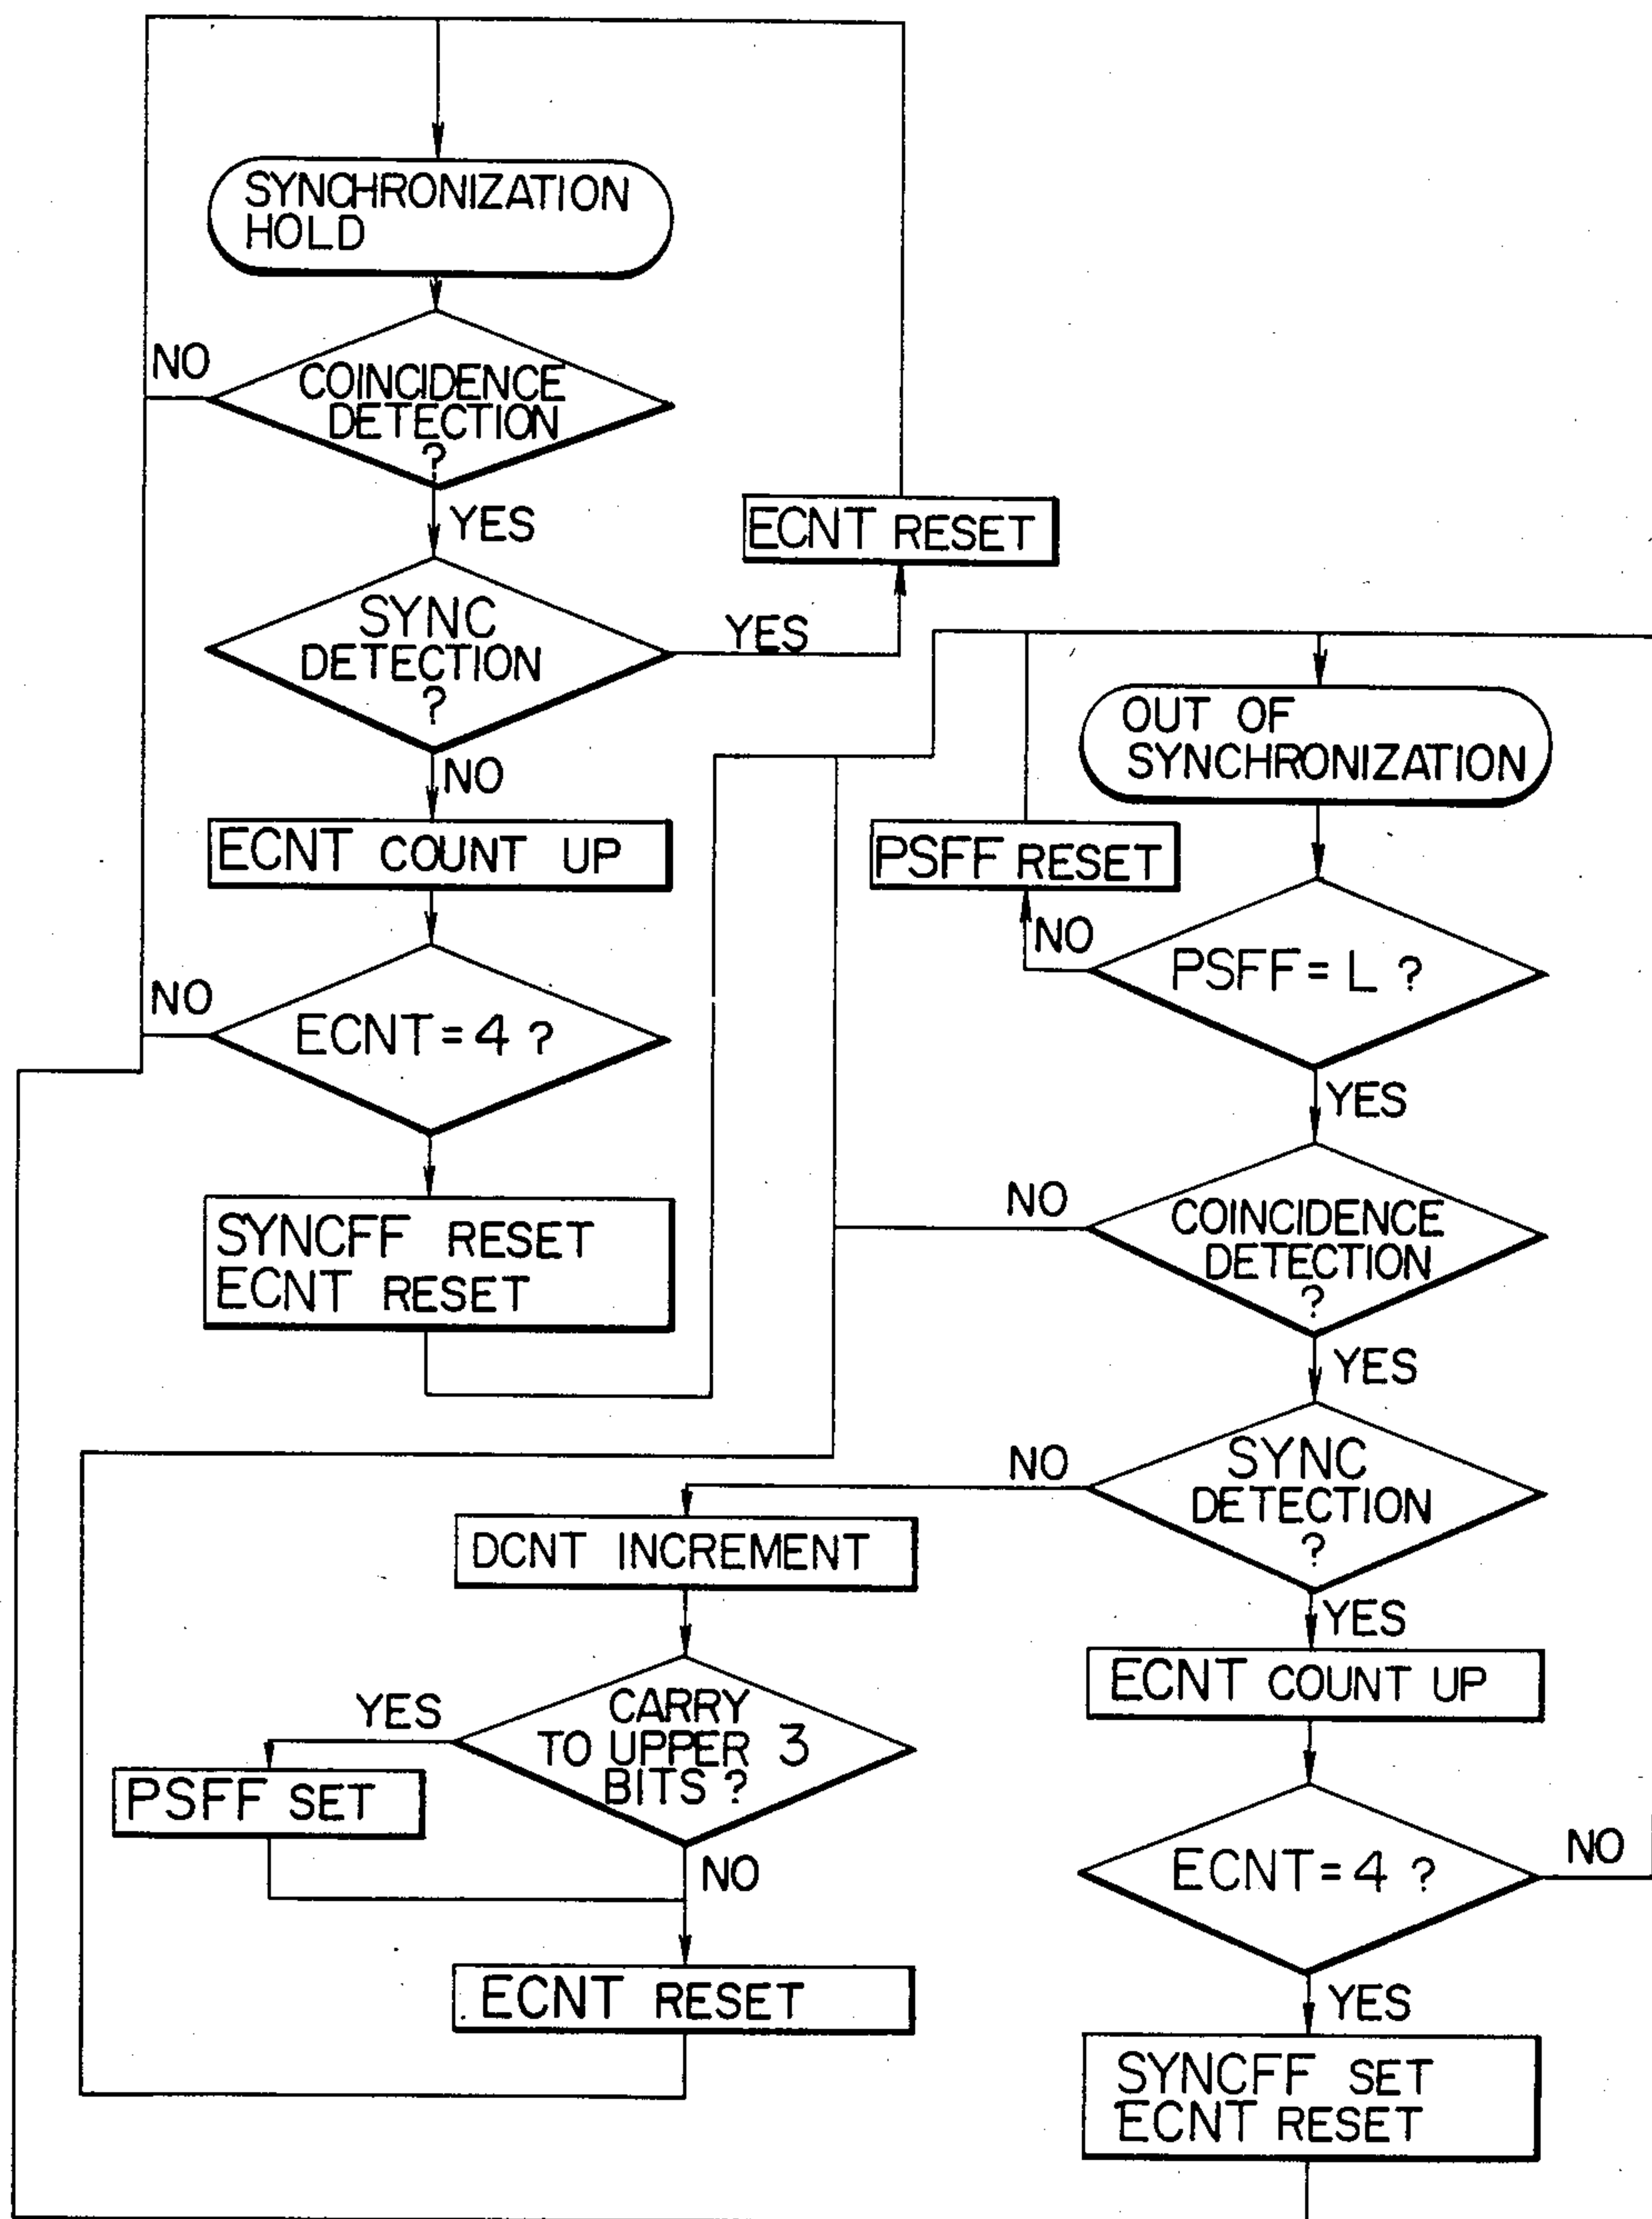 SYNCHRONIZATION
HOLD
NO
COINCIDENCE
DETECTION
?
YES
ECNT RESET
SYNC
DETECTION
?
YES
NO
ECNT COUNT UP
NO
ECNT=4 ?
SYNCFF RESET
ECNT RESET
OUT OF
SYNCHRONIZATION
PSFF RESET
NO
PSFF=L ?
YES
NO
COINCIDENCE
DETECTION
?
YES
NO
SYNC
DETECTION
?
DCNT INCREMENT
YES
ECNT COUNT UP
YES
CARRY
TO UPPER 3
BITS ?
PSFF SET
NO
ECNT RESET
ECNT=4 ?
NO
YES
SYNCFF SET
ECNT RESET